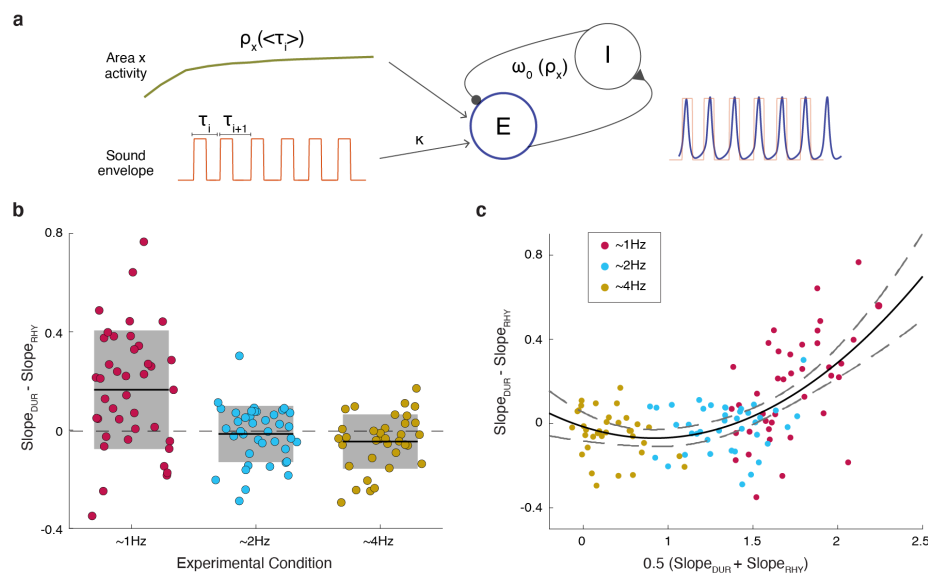 a
Area x
activity
ρx(<τi>)
τi
τi+1
Sound
envelope
κ
ω0 (ρx)
I
E
b
0.8
0.4
0
-0.4
SlopeDUR - SlopeRHY
~1Hz
~2Hz
~4Hz
Experimental Condition
c
~1Hz
~2Hz
~4Hz
0.8
0.4
0
-0.4
SlopeDUR - SlopeRHY
0
0.5
1
1.5
2
2.5
0.5 (SlopeDUR + SlopeRHY)